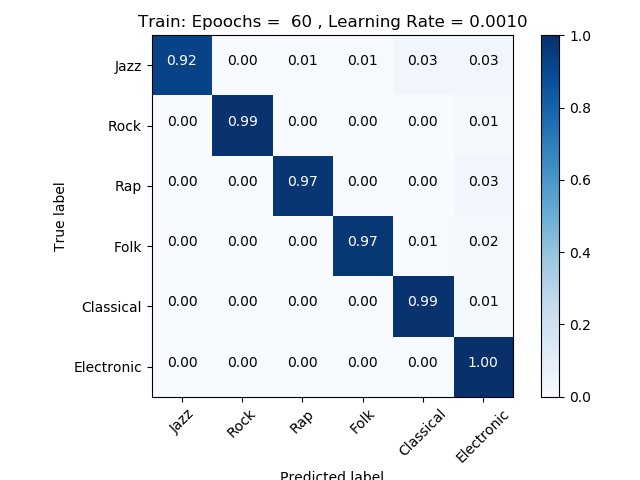 Train: Epoochs =  60 , Learning Rate = 0.0010
True label
Jazz 0.92 0.00 0.01 0.01 0.03 0.03
Rock 0.00 0.99 0.00 0.00 0.00 0.01
Rap 0.00 0.00 0.97 0.00 0.00 0.03
Folk 0.00 0.00 0.00 0.97 0.01 0.02
Classical 0.00 0.00 0.00 0.00 0.99 0.01
Electronic 0.00 0.00 0.00 0.00 0.00 1.00
Jazz Rock Rap Folk Classical Electronic
Predicted label
1.0
0.8
0.6
0.4
0.2
0.0